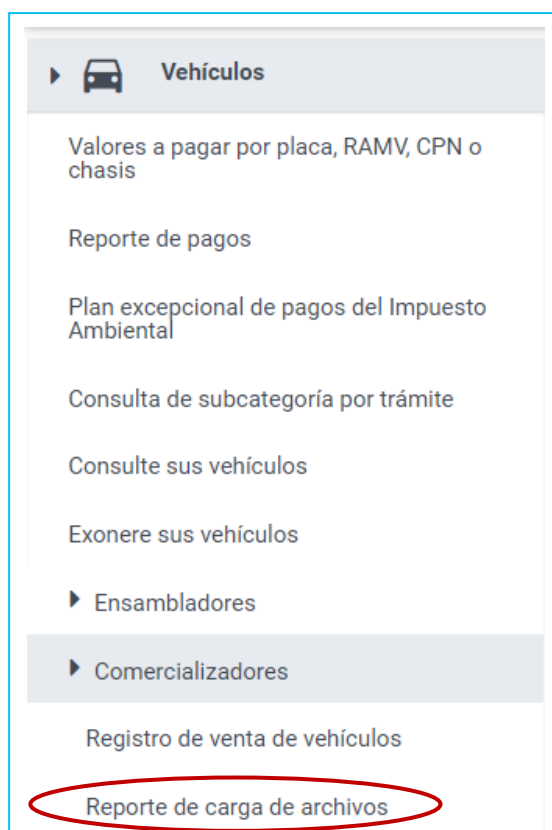 Vehículos
Valores a pagar por placa, RAMV, CPN o
chasis
Reporte de pagos
Plan excepcional de pagos del Impuesto
Ambiental
Consulta de subcategoría por trámite
Consulte sus vehículos
Exonere sus vehículos
Ensambladores
Comercializadores
Registro de venta de vehículos
Reporte de carga de archivos